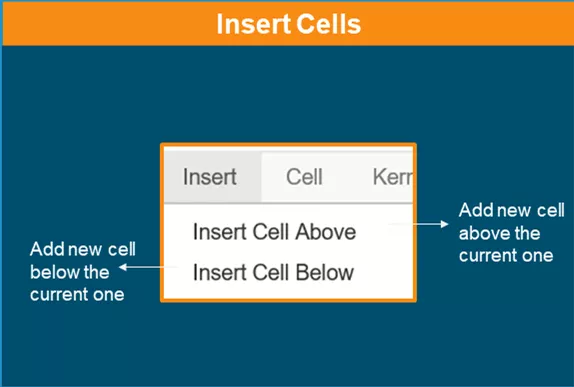 Insert Cells
Insert Cell Kerr
Insert Cell Above
Insert Cell Below
Add new cell
above the
current one
Add new cell
below the
current one